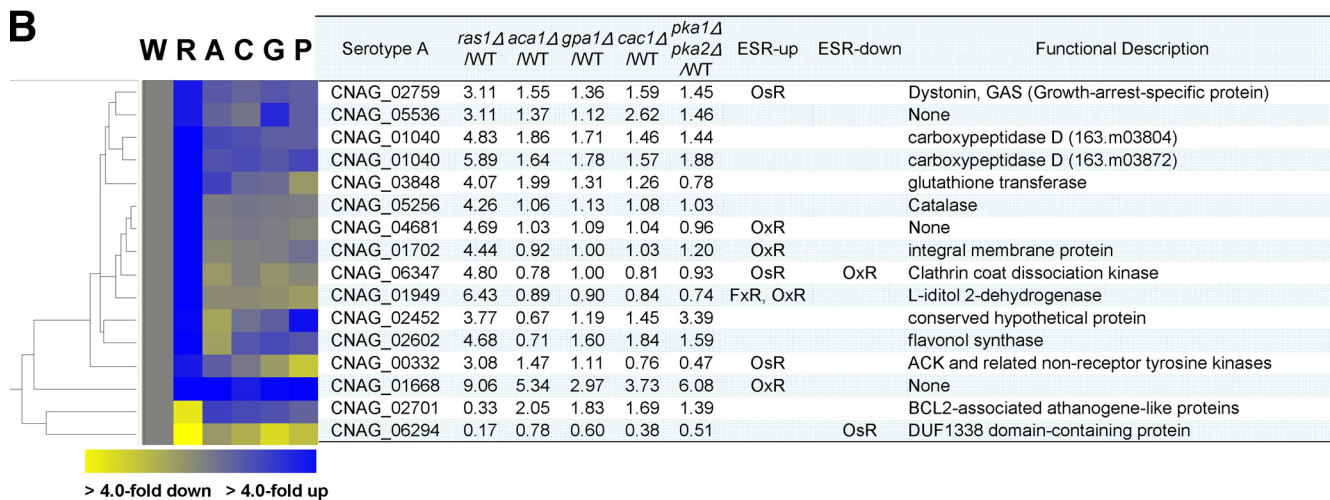 B
W R A C G P
Serotype A ras1Δ /WT aca1Δ /WT gpa1Δ /WT cac1Δ /WT pka1Δ pka2Δ /WT ESR-up ESR-down Functional Description
CNAG_02759 3.11 1.55 1.36 1.59 1.45 OsR Dystonin, GAS (Growth-arrest-specific protein)
CNAG_05536 3.11 1.37 1.12 2.62 1.46 None
CNAG_01040 4.83 1.86 1.71 1.46 1.44 carboxypeptidase D (163.m03804)
CNAG_01040 5.89 1.64 1.78 1.57 1.88 carboxypeptidase D (163.m03872)
CNAG_03848 4.07 1.99 1.31 1.26 0.78 glutathione transferase
CNAG_05256 4.26 1.06 1.13 1.08 1.03 Catalase
CNAG_04681 4.69 1.03 1.09 1.04 0.96 OxR None
CNAG_01702 4.44 0.92 1.00 1.03 1.20 OxR integral membrane protein
CNAG_06347 4.80 0.78 1.00 0.81 0.93 OsR OxR Clathrin coat dissociation kinase
CNAG_01949 6.43 0.89 0.90 0.84 0.74 FxR, OxR L-iditol 2-dehydrogenase
CNAG_02452 3.77 0.67 1.19 1.45 3.39 conserved hypothetical protein
CNAG_02602 4.68 0.71 1.60 1.84 1.59 flavonol synthase
CNAG_00332 3.08 1.47 1.11 0.76 0.47 OsR ACK and related non-receptor tyrosine kinases
CNAG_01668 9.06 5.34 2.97 3.73 6.08 OxR None
CNAG_02701 0.33 2.05 1.83 1.69 1.39 BCL2-associated athanogene-like proteins
CNAG_06294 0.17 0.78 0.60 0.38 0.51 OsR DUF1338 domain-containing protein
> 4.0-fold down > 4.0-fold up